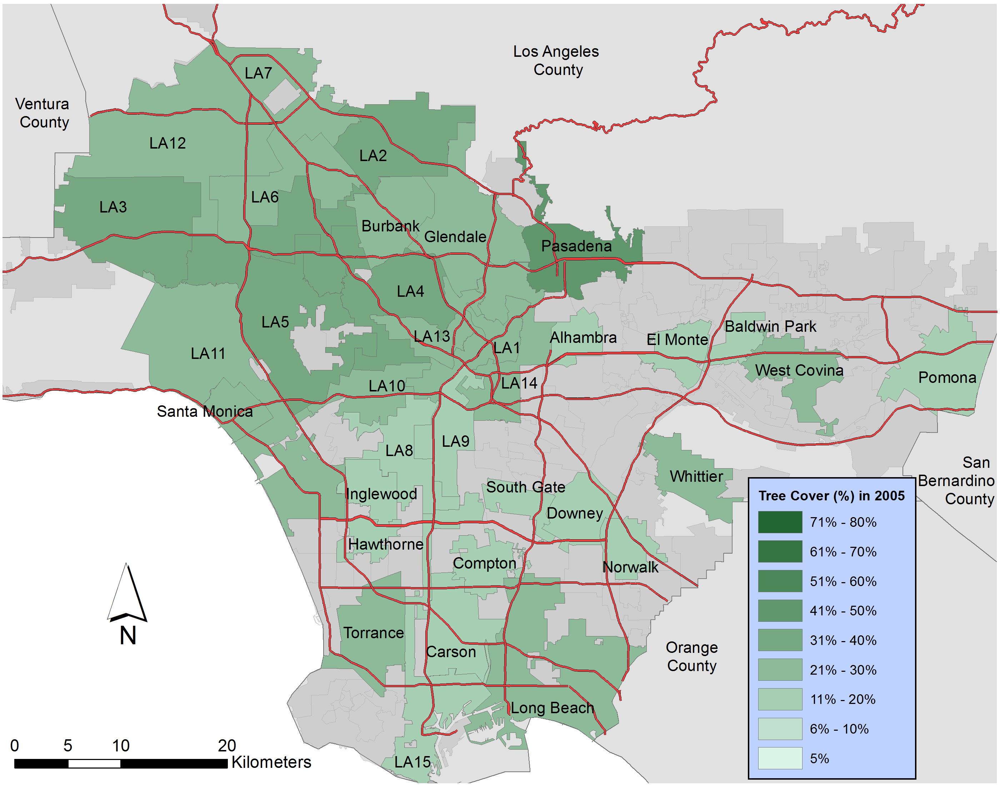 Los Angeles
County
LA7
Ventura
County
LA12
LA2
LA3
LA6
Burbank
Glendale
Pasadena
LA4
LA5
LA13
LA1
Alhambra
El Monte
Baldwin Park
LA11
LA10
LA14
West Covina
Pomona
Santa Monica
LA8
LA9
Inglewood
South Gate
Downey
Whittier
San
Bernardino
County
Hawthorne
Compton
Norwalk
Torrance
Carson
Orange
County
Long Beach
LA15
N
0 5 10 20
Kilometers
Tree Cover (%) in 2005
71% - 80%
61% - 70%
51% - 60%
41% - 50%
31% - 40%
21% - 30%
11% - 20%
6% - 10%
5%